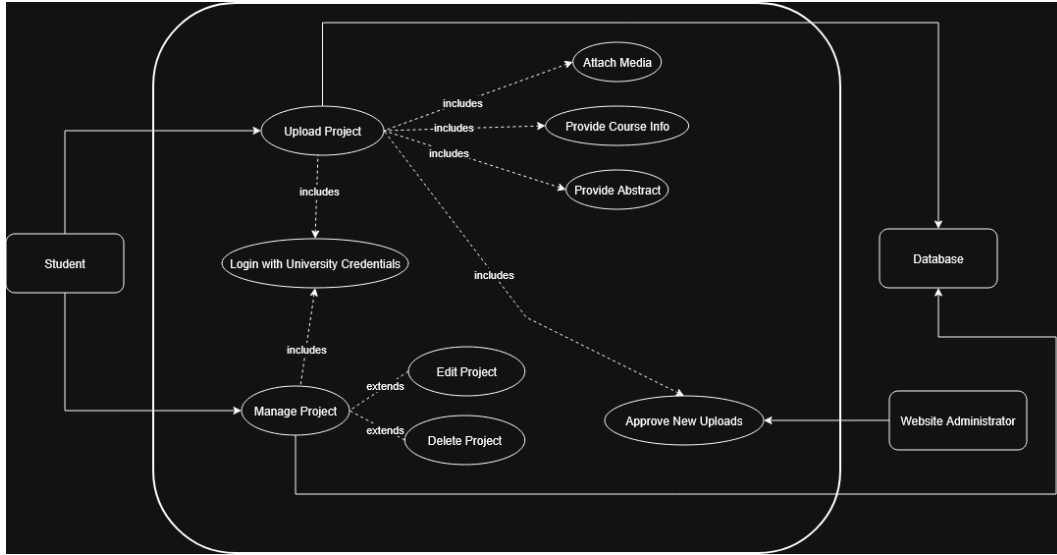 Attach Media
includes
Upload Project
includes
Provide Course Info
includes
Provide Abstract
includes
Student
Login with University Credentials
Database
includes
includes
Edit Project
extends
Manage Project
Approve New Uploads
Website Administrator
extends
Delete Project